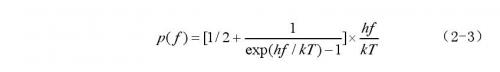 p(f) = [1/2 + 1/(exp(hf / kT) − 1)] × hf/kT (2-3)